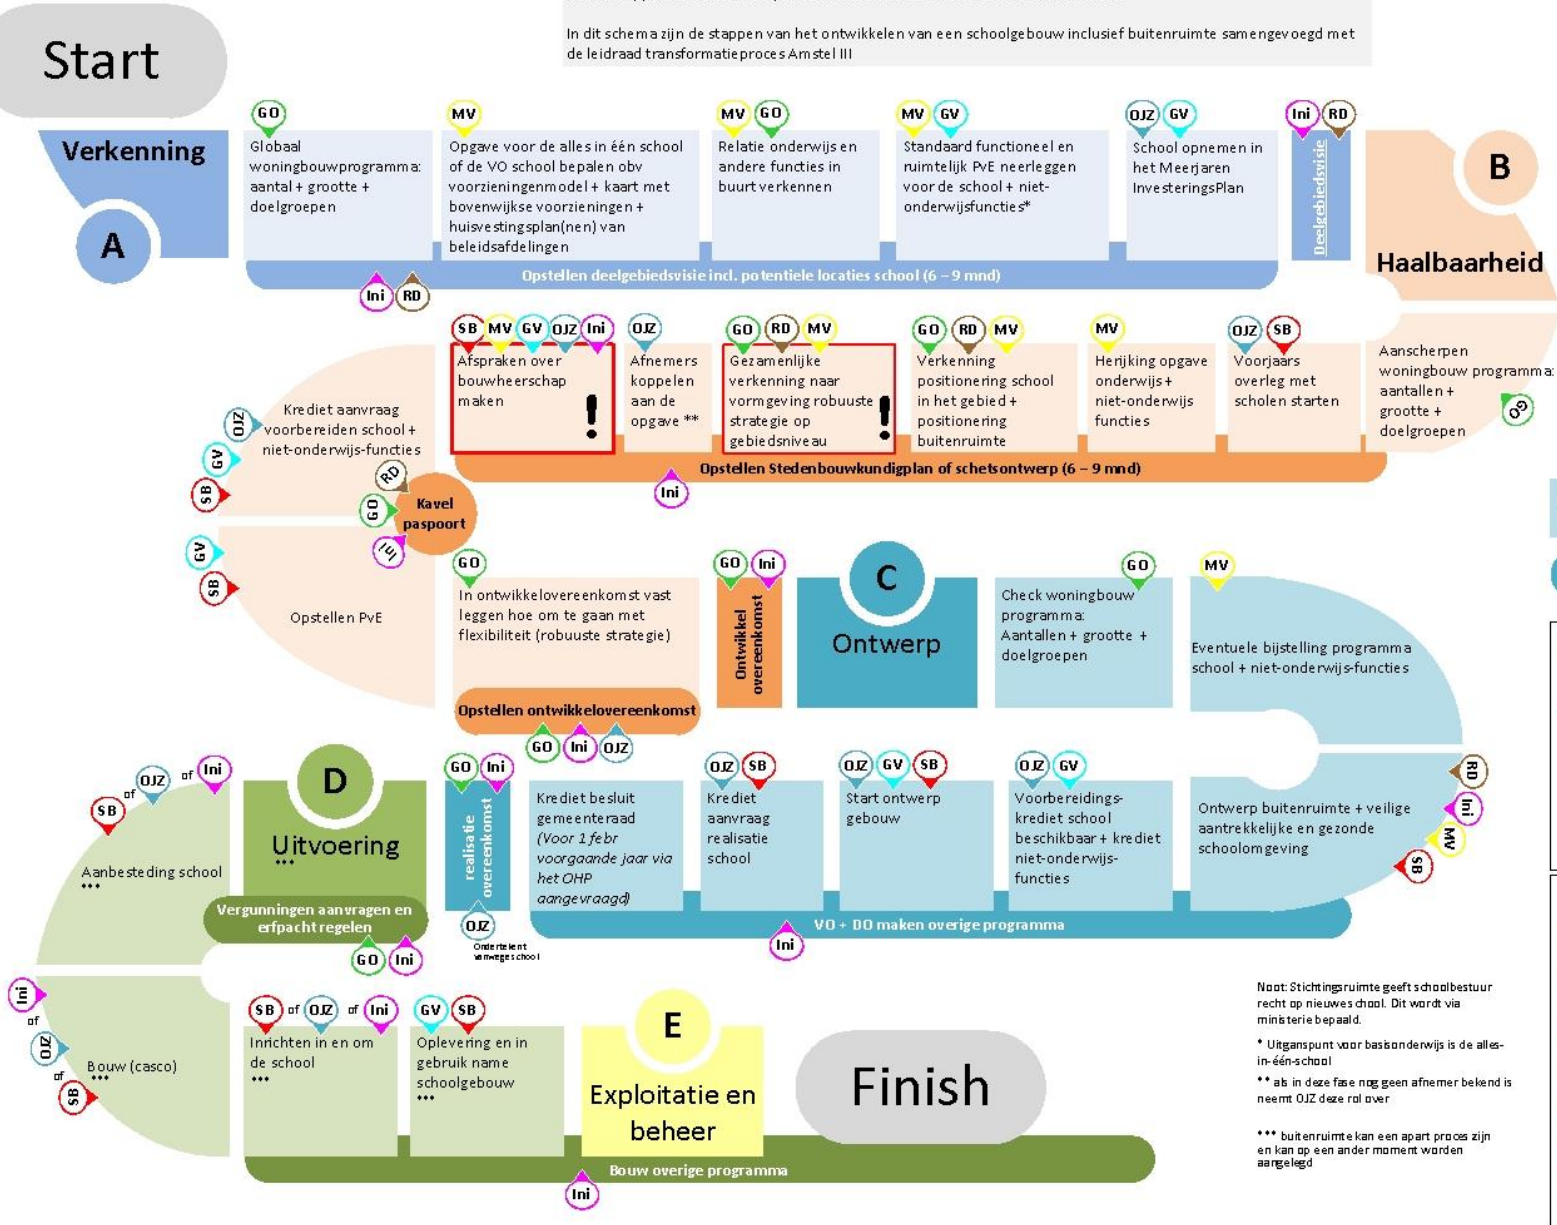 In dit schema zijn de stappen van het ontwikkelen van een schoolgebouw inclusief buitenruimte samengevoegd met
de leidraad transformatieproces Amstel III
Start
Verkenning
A
GO
Globaal
woningbouwprogramma:
aantal + grootte +
doelgroepen
MV
Opgave voor de alles in één school
of de VO school bepalen obv
voorzieningenmodel + kaart met
bovenwijkse voorzieningen +
huisvestingsplan(nen) van
beleidsafdelingen
MV GO
Relatie onderwijs en
andere functies in
buurt verkennen
MV GV
Standaard functioneel en
ruimtelijk PvE neerleggen
voor de school + niet-
onderwijsfuncties*
OJZ GV
School opnemen in
het Meerjaren
InvesteringsPlan
Ini RD
Deelgebiedsvisie
Opstellen deelgebiedsvisie incl. potentiele locaties school (6 – 9 mnd)
Ini RD
B
Haalbaarheid
Aanscherpen
woningbouw programma:
aantallen +
grootte +
doelgroepen
GO
OJZ SB
Voorjaars
overleg met
scholen starten
MV
Herijking opgave
onderwijs +
niet-onderwijs
functies
GO RD MV
Verkenning
positionering school
in het gebied +
positionering
buitenruimte
GO RD MV
Gezamenlijke
verkenning naar
vormgeving robuuste
strategie op
gebiedsniveau
!
OJZ
Afnemers
koppelen
aan de
opgave **
SB MV GV OJZ Ini
Afspraken over
bouwheerschap
maken
!
Opstellen Stedenbouwkundigplan of schetsontwerp (6 – 9 mnd)
Ini
Krediet aanvraag
voorbereiden school +
niet-onderwijs-functies
OJZ
GV
SB
RD
GO
Ini
Kavel
paspoort
GV
SB
Opstellen PvE
GO
In ontwikkelovereenkomst vast
leggen hoe om te gaan met
flexibiliteit (robuuste strategie)
Opstellen ontwikkelovereenkomst
GO Ini OJZ
GO Ini
Ontwikkel
overeenkomst
C
Ontwerp
GO
Check woningbouw
programma:
Aantallen + grootte +
doelgroepen
MV
Eventuele bijstelling programma
school + niet-onderwijs-functies
RD
Ini
MV
SB
Ontwerp buitenruimte + veilige
aantrekkelijke en gezonde
schoolomgeving
OJZ GV
Voorbereidings-
krediet school
beschikbaar + krediet
niet-onderwijs-
functies
OJZ GV SB
Start ontwerp
gebouw
OJZ SB
Krediet
aanvraag
realisatie
school
Krediet besluit
gemeenteraad
(Voor 1 febr
voorgaande jaar via
het OHP
aangevraagd)
VO + DO maken overige programma
Ini
GO Ini
realisatie
overeenkomst
OJZ
Ondertekent
vanwege school
D
Uitvoering
***
Vergunningen aanvragen en
erfpacht regelen
GO Ini
SB of OJZ of Ini
Aanbesteding school
***
Ini of OJZ of SB
Bouw (casco)
***
SB of OJZ of Ini
Inrichten in en om
de school
***
GV SB
Oplevering en in
gebruik name
schoolgebouw
***
E
Exploitatie en
beheer
Finish
Bouw overige programma
Ini
Noot: Stichtingsruimte geeft schoolbestuur
recht op nieuwe school. Dit wordt via
ministerie bepaald.
* Uitganspunt voor basisonderwijs is de alles-
in-één-school
** als in deze fase nog geen afnemer bekend is
neemt OJZ deze rol over
*** buitenruimte kan een apart proces zijn
en kan op een ander moment worden
aangelegd